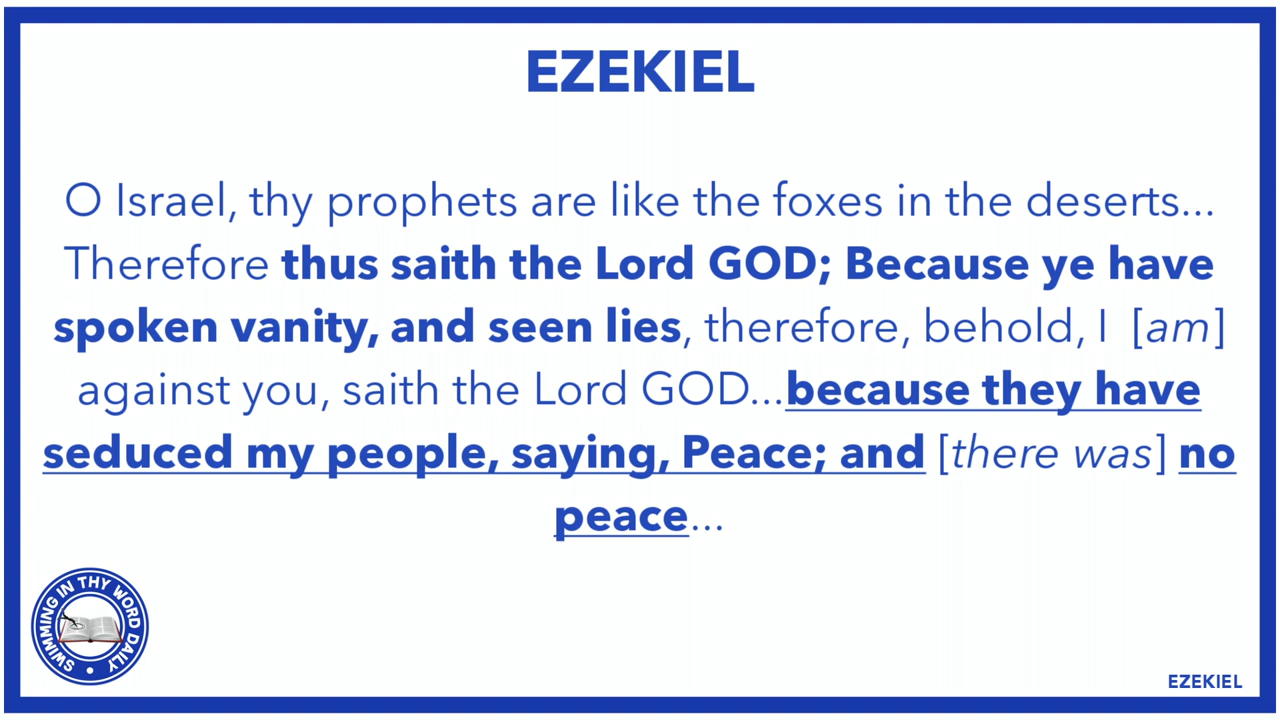 EZEKIEL
O Israel, thy prophets are like the foxes in the deserts...
Therefore thus saith the Lord GOD; Because ye have
spoken vanity, and seen lies, therefore, behold, I [am]
against you, saith the Lord GOD...because they have
seduced my people, saying, Peace; and [there was] no
peace...
SWIMMING IN THY WORD DAILY
EZEKIEL